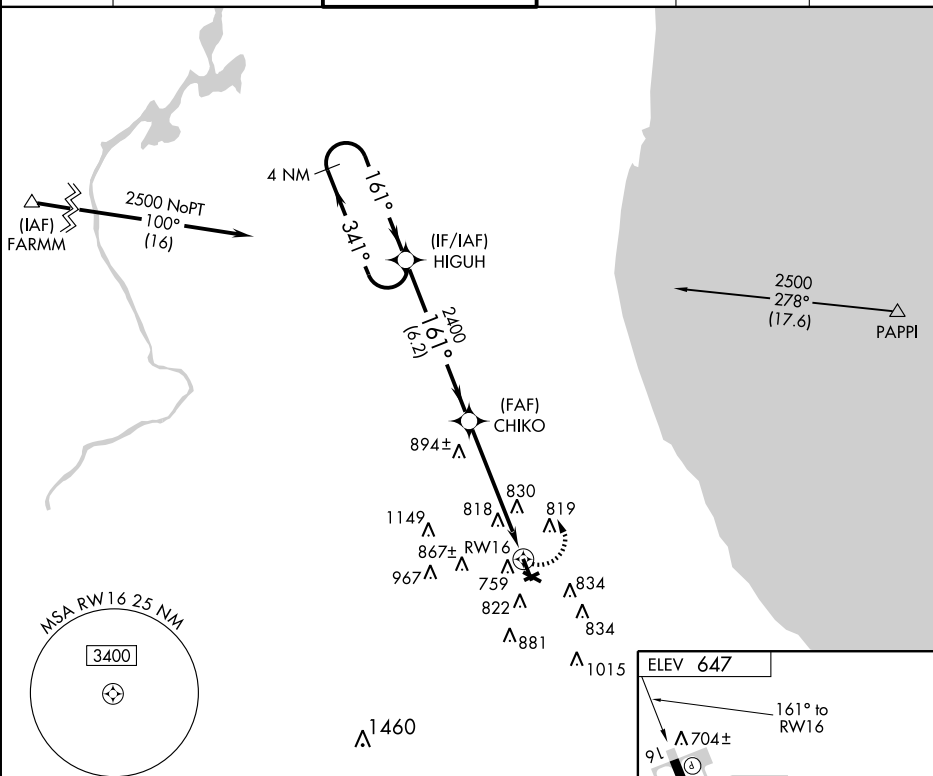 4 NM
161°
341°
2500 NoPT
100°
(16)
(IAF)
FARMM
(IF/IAF)
HIGUH
2500
278°
(17.6)
PAPPI
2400
161°
(6.2)
(FAF)
CHIKO
894±
830
818
819
1149
867±
RW16
967
759
834
822
834
881
1015
MSA RW16 25 NM
3400
1460
ELEV 647
161° to
RW16
704±
16
P